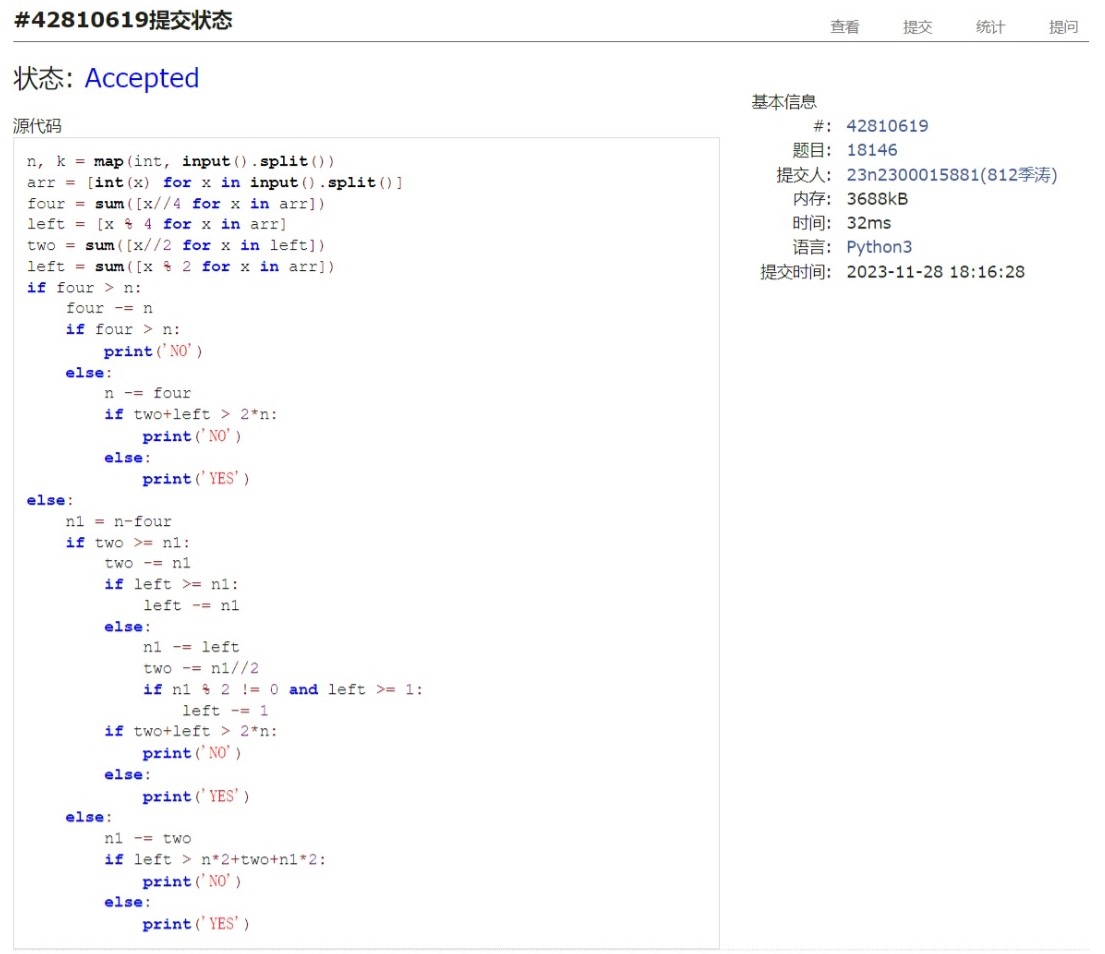 #42810619提交状态
查看 提交 统计 提问
状态: Accepted
源代码
n, k = map(int, input().split())
arr = [int(x) for x in input().split()]
four = sum([x//4 for x in arr])
left = [x % 4 for x in arr]
two = sum([x//2 for x in left])
left = sum([x % 2 for x in arr])
if four > n:
    four -= n
    if four > n:
        print('NO')
    else:
        n -= four
        if two+left > 2*n:
            print('NO')
        else:
            print('YES')
else:
    n1 = n-four
    if two >= n1:
        two -= n1
        if left >= n1:
            left -= n1
        else:
            n1 -= left
            two -= n1//2
            if n1 % 2 != 0 and left >= 1:
                left -= 1
        if two+left > 2*n:
            print('NO')
        else:
            print('YES')
    else:
        n1 -= two
        if left > n*2+two+n1*2:
            print('NO')
        else:
            print('YES')
基本信息
#: 42810619
题目: 18146
提交人: 23n2300015881(812季涛)
内存: 3688kB
时间: 32ms
语言: Python3
提交时间: 2023-11-28 18:16:28